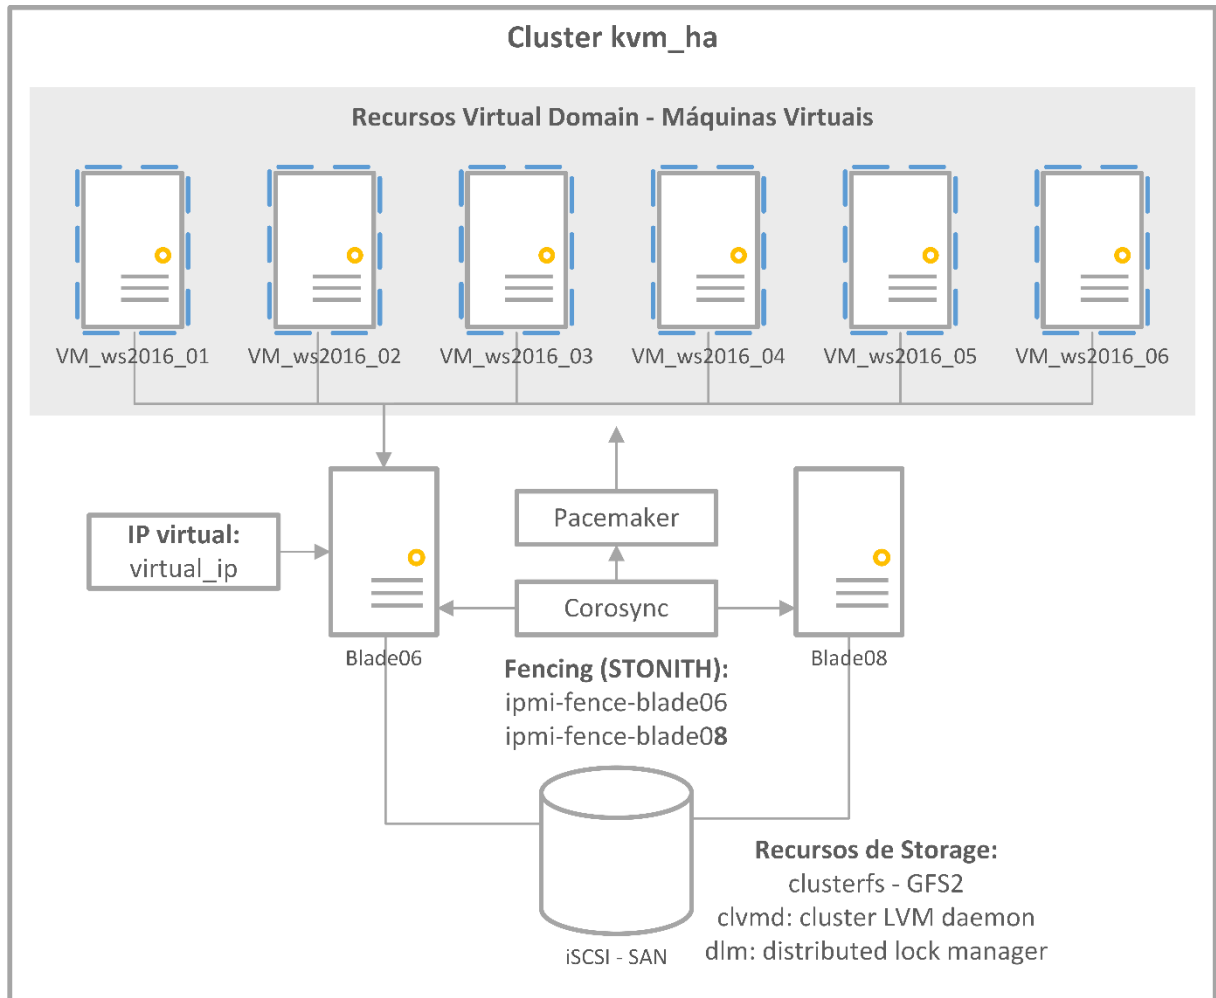 Cluster kvm_ha
Recursos Virtual Domain - Máquinas Virtuais
VM_ws2016_01
VM_ws2016_02
VM_ws2016_03
VM_ws2016_04
VM_ws2016_05
VM_ws2016_06
IP virtual:
virtual_ip
Pacemaker
Corosync
Blade06
Blade08
Fencing (STONITH):
ipmi-fence-blade06
ipmi-fence-blade08
Recursos de Storage:
clusterfs - GFS2
clvmd: cluster LVM daemon
dlm: distributed lock manager
iSCSI - SAN